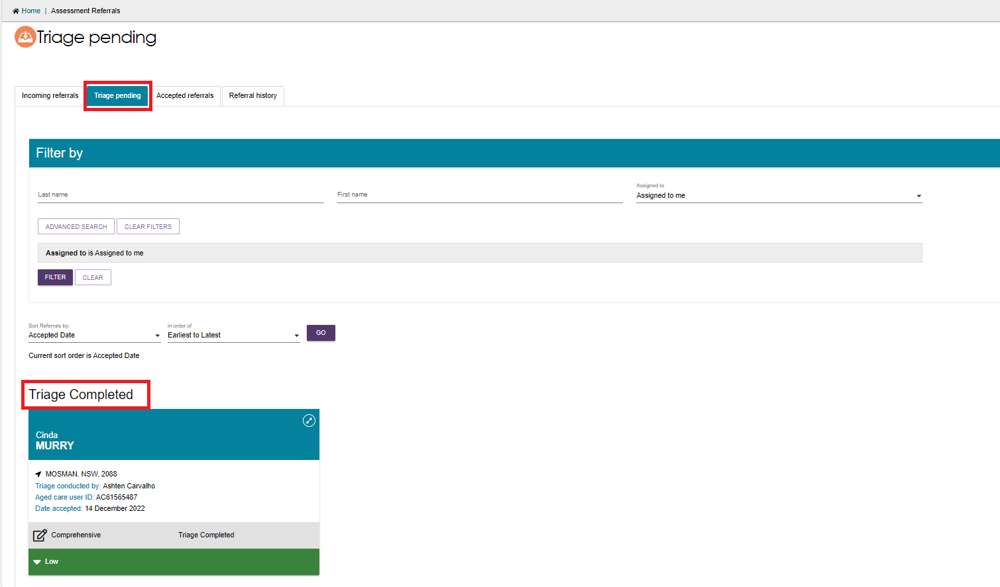 Home | Assessment Referrals
Triage pending
Incoming referrals Triage pending Accepted referrals Referral history
Filter by
Assigned to
Last name First name Assigned to me
ADVANCED SEARCH CLEAR FILTERS
Assigned to is Assigned to me
FILTER CLEAR
Sort Referrals by: in order of
Accepted Date Earliest to Latest GO
Current sort order is Accepted Date
Triage Completed
Cinda
MURRY
MOSMAN, NSW, 2088
Triage conducted by: Ashten Carvalho
Aged care user ID: AC61565487
Date accepted: 14 December 2022
Comprehensive Triage Completed
Low